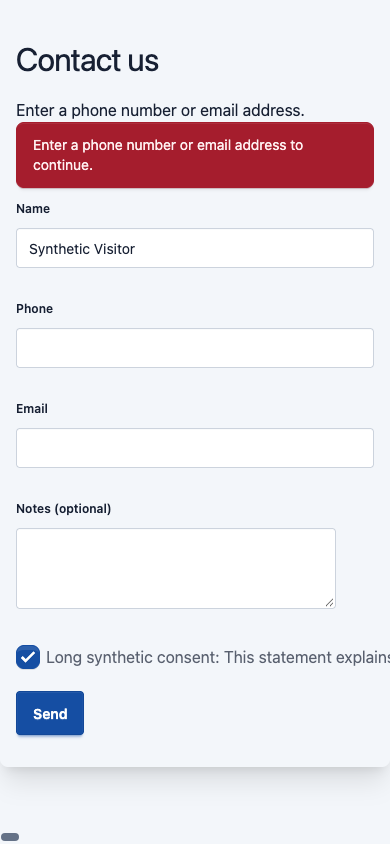 Contact us
Enter a phone number or email address.
Enter a phone number or email address to
continue.
Name
Synthetic Visitor
Phone
Email
Notes (optional)
Long synthetic consent: This statement explains
Send